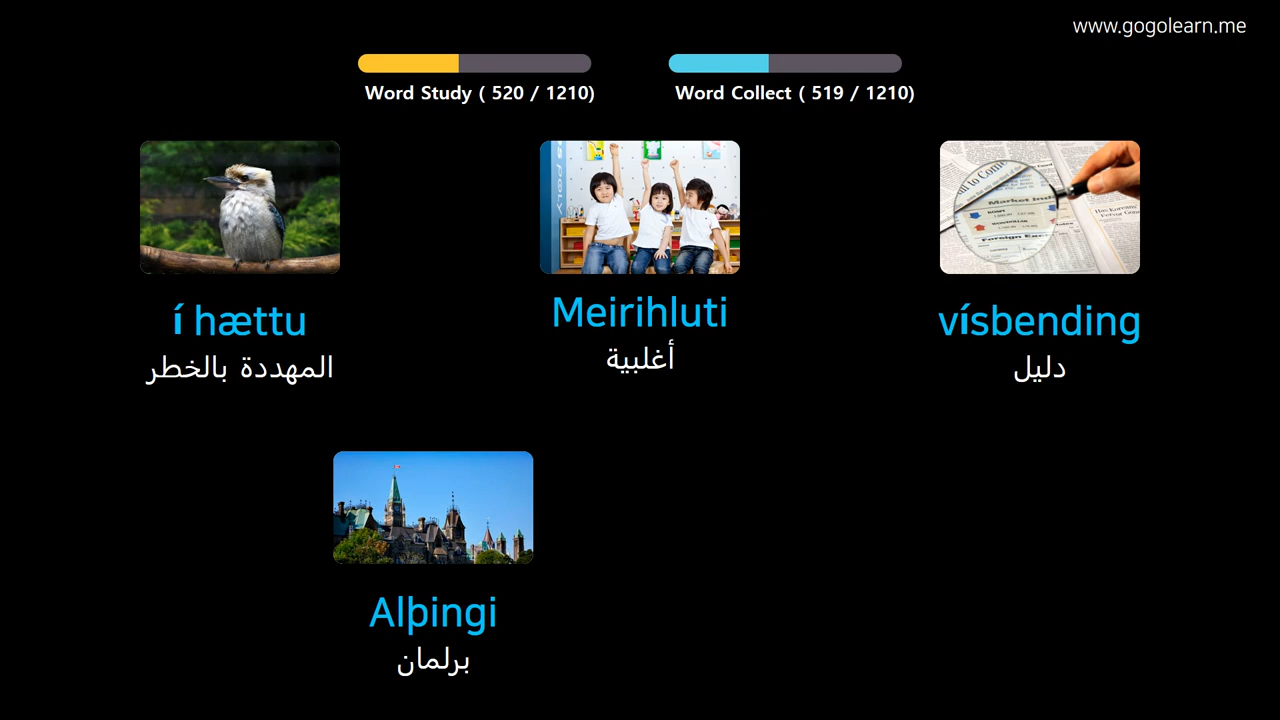 www.gogolearn.me
Word Study ( 520 / 1210)
Word Collect ( 519 / 1210)
í hættu
المهددة بالخطر
Meirihluti
أغلبية
vísbending
دليل
Alþingi
برلمان